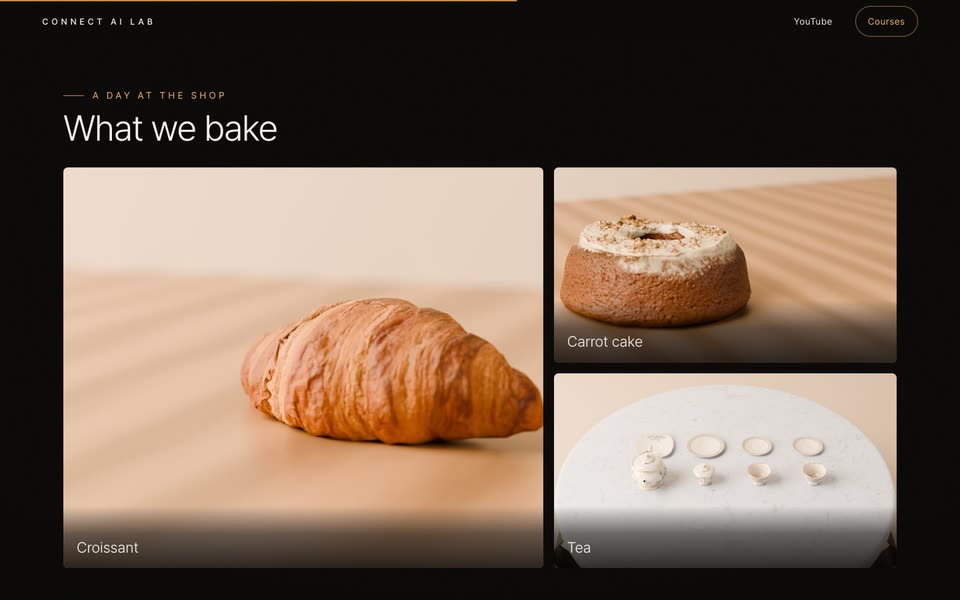 CONNECT AI LAB
YouTube
Courses
A DAY AT THE SHOP
What we bake
Croissant
Carrot cake
Tea